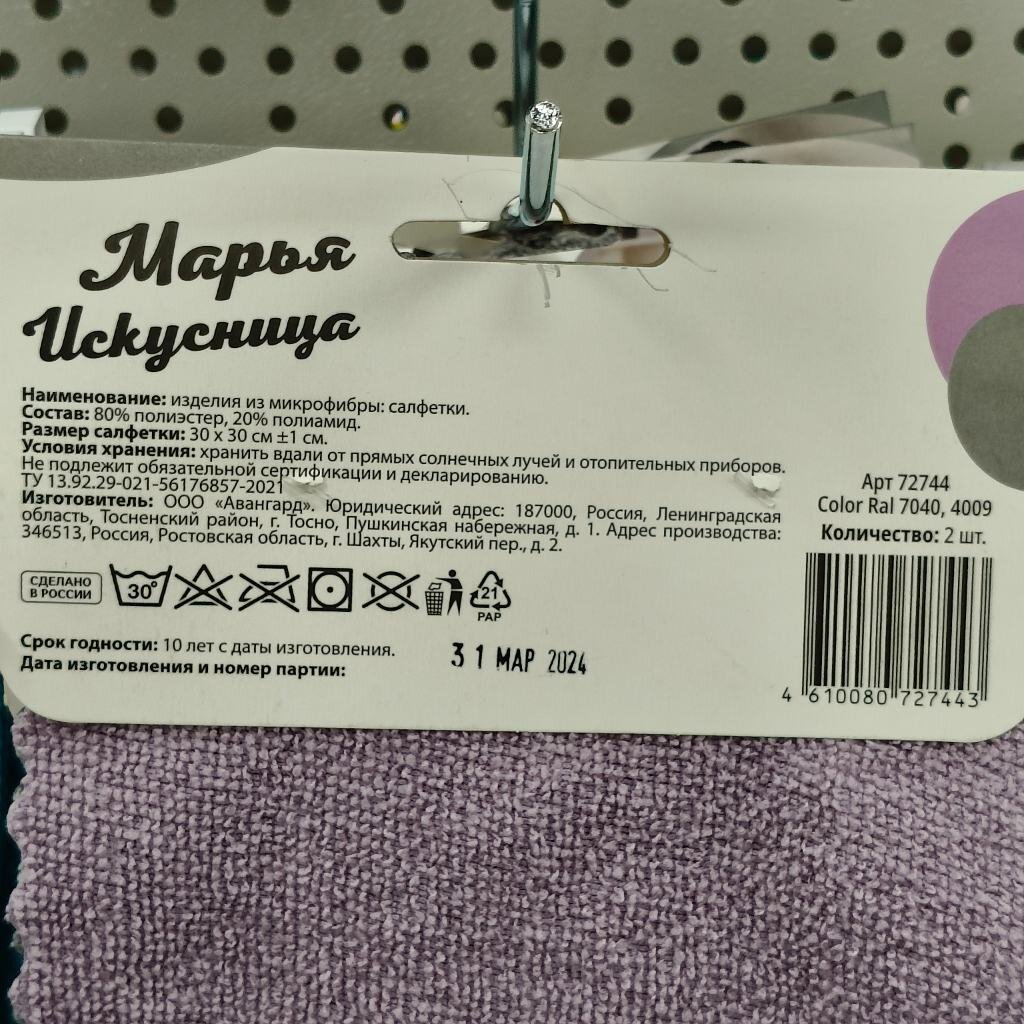 Марья
Искусница
Наименование: изделия из микрофибры: салфетки.
Состав: 80% полиэстер, 20% полиамид.
Размер салфетки: 30 х 30 см ±1 см.
Условия хранения: хранить вдали от прямых солнечных лучей и отопительных приборов.
Не подлежит обязательной сертификации и декларированию.
ТУ 13.92.29-021-56176857-2021
Изготовитель: ООО «Авангард». Юридический адрес: 187000, Россия, Ленинградская
область, Тосненский район, г. Тосно, Пушкинская набережная, д. 1. Адрес производства:
346513, Россия, Ростовская область, г. Шахты, Якутский пер., д. 2.
Арт 72744
Color Ral 7040, 4009
Количество: 2 шт.
СДЕЛАНО
В РОССИИ
30°
21
PAP
Срок годности: 10 лет с даты изготовления.
Дата изготовления и номер партии:
31 МАР 2024
4 610080 727443